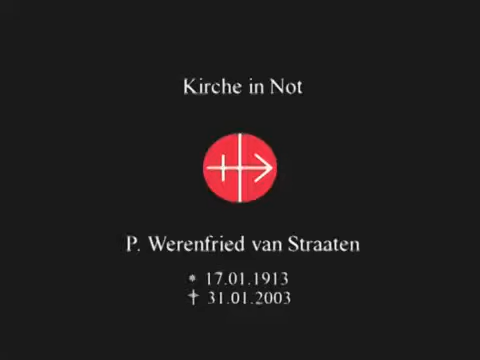 Kirche in Not
P. Werenfried van Straaten
* 17.01.1913
† 31.01.2003